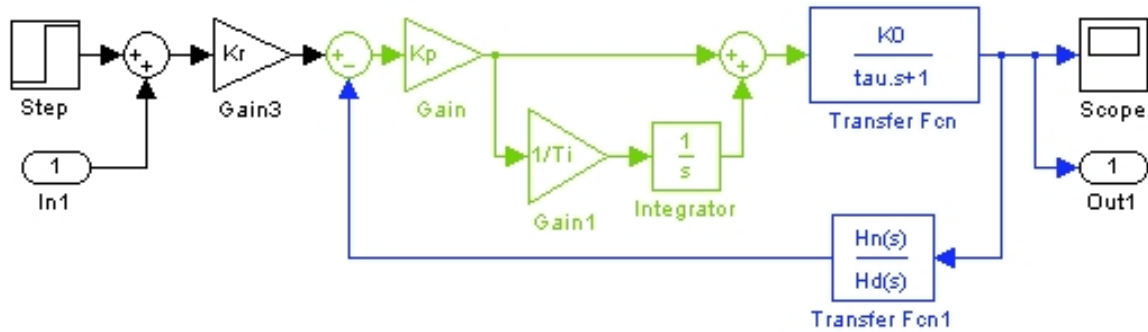 Step
Kr
Gain3
1
In1
Kp
Gain
1/Ti
Gain1
1
s
Integrator
K0
tau.s+1
Transfer Fcn
Scope
1
Out1
Hn(s)
Hd(s)
Transfer Fcn1